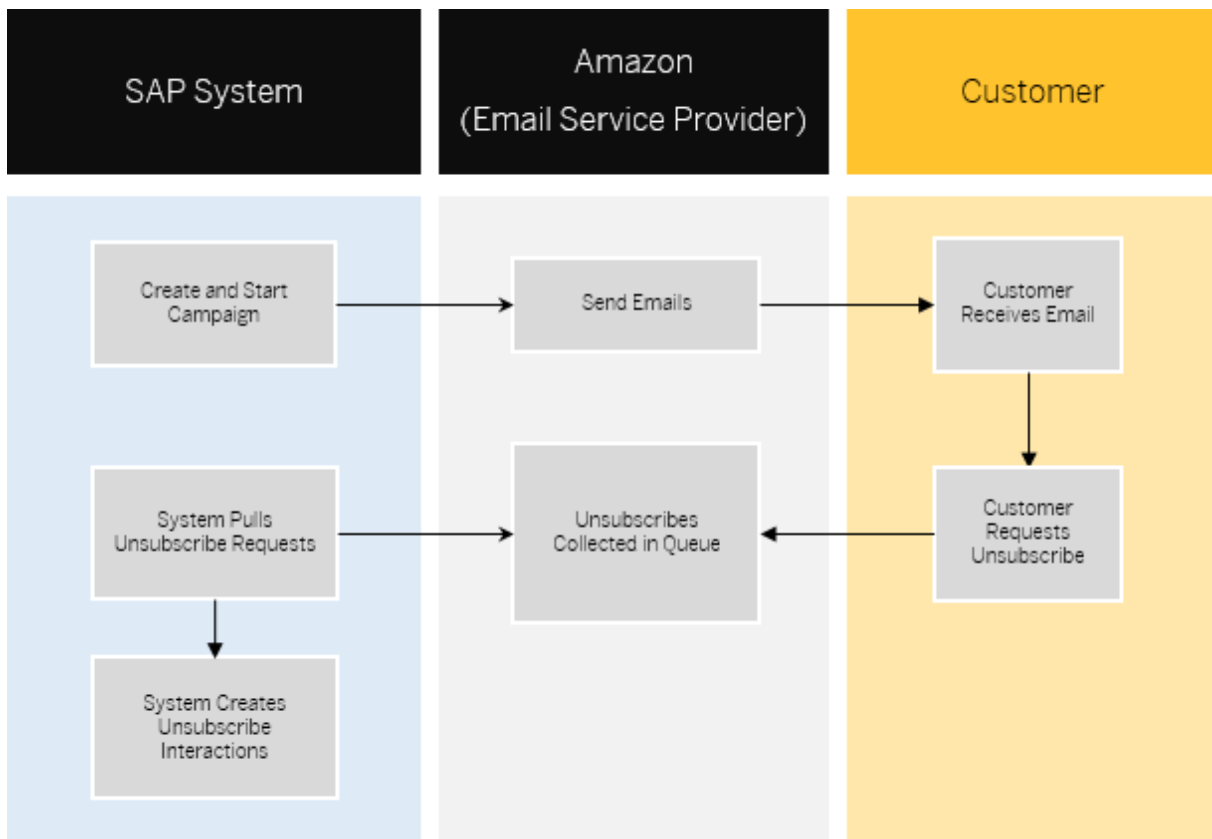 SAP System
Amazon
(Email Service Provider)
Customer
Create and Start
Campaign
Send Emails
Customer
Receives Email
System Pulls
Unsubscribe Requests
Unsubscribes
Collected in Queue
Customer
Requests
Unsubscribe
System Creates
Unsubscribe
Interactions